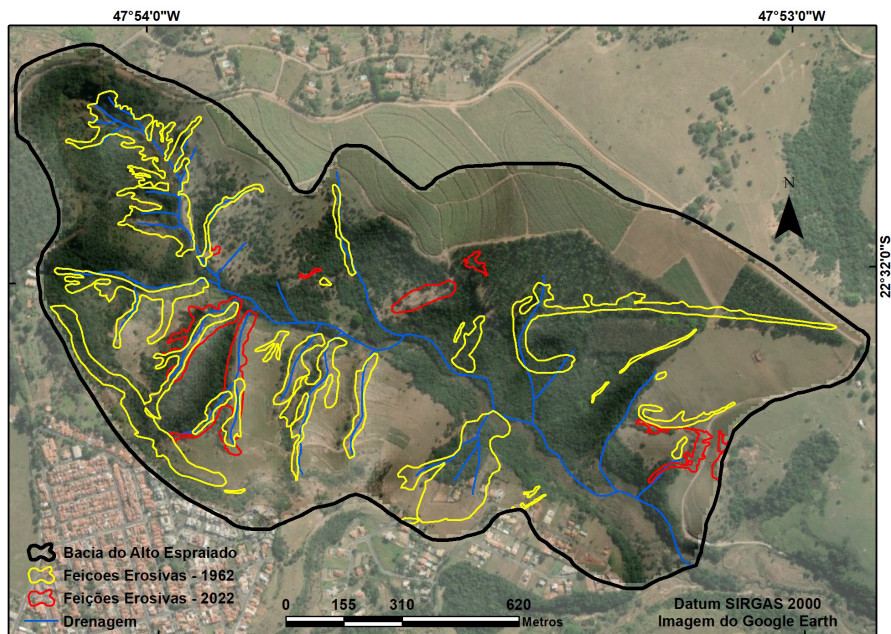 47°54'0"W
47°53'0"W
N
22°32'0"S
Bacia do Alto Espraiado
Feicoes Erosivas - 1962
Feições Erosivas - 2022
Drenagem
0 155 310 620
Metros
Datum SIRGAS 2000
Imagem do Google Earth